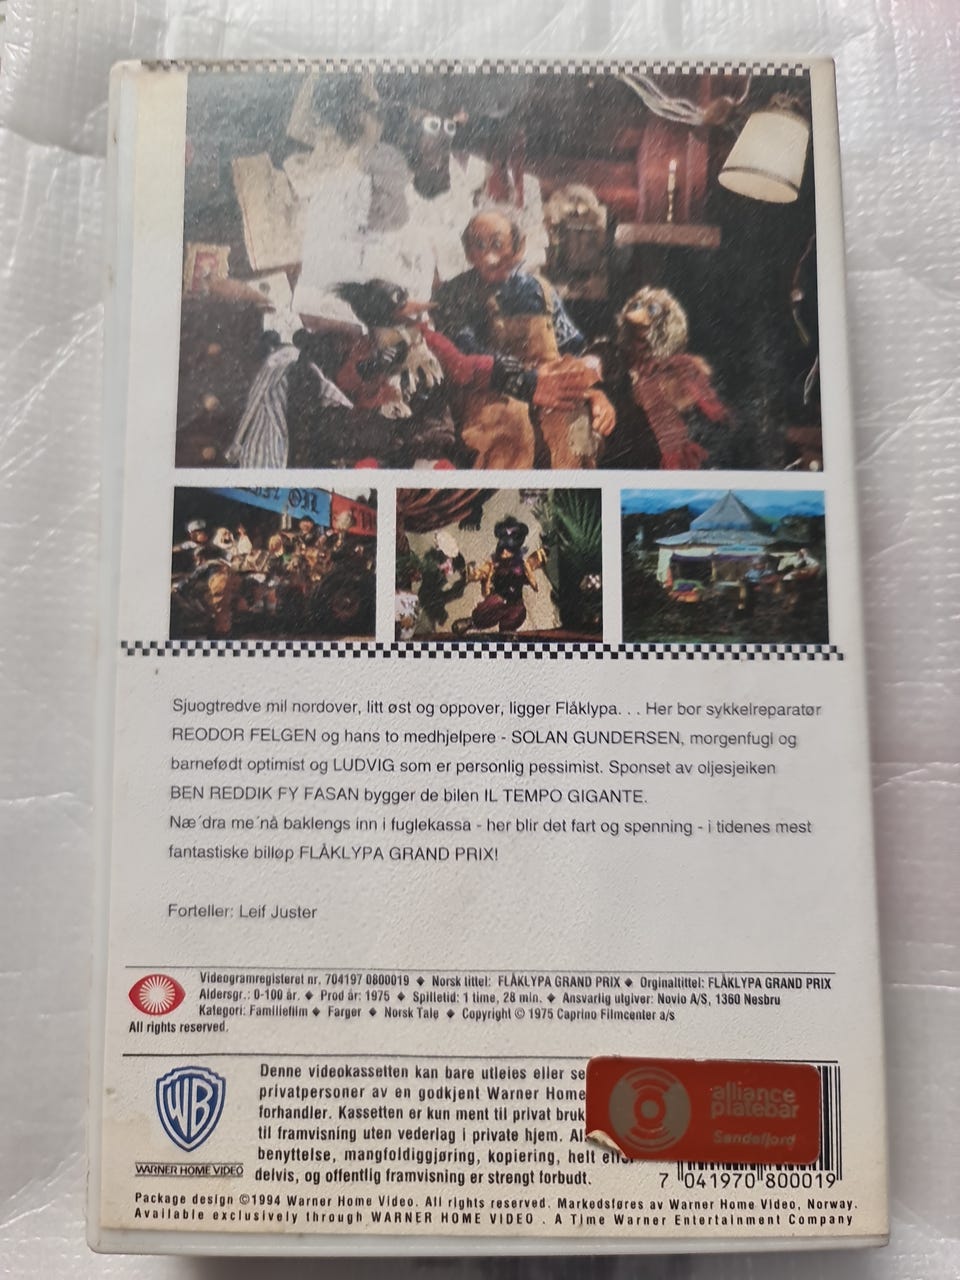 OIL
Sjuogtredve mil nordover, litt øst og oppover, ligger Flåklypa. . . Her bor sykkelreparatør
REODOR FELGEN og hans to medhjelpere - SOLAN GUNDERSEN, morgenfugl og
barnefødt optimist og LUDVIG som er personlig pessimist. Sponset av oljesjeiken
BEN REDDIK FY FASAN bygger de bilen IL TEMPO GIGANTE.
Næ´dra me´nå baklengs inn i fuglekassa - her blir det fart og spenning - i tidenes mest
fantastiske billøp FLÅKLYPA GRAND PRIX!
Forteller: Leif Juster
Videogramregisteret nr. 704197 0800019 ◆ Norsk tittel: FLÅKLYPA GRAND PRIX ◆ Orginaltittel: FLÅKLYPA GRAND PRIX
Aldersgr.: 0-100 år. ◆ Prod år: 1975 ◆ Spilletid: 1 time, 28 min. ◆ Ansvarlig utgiver: Novio A/S, 1360 Nesbru
Kategori: Familiefilm ◆ Farger ◆ Norsk Tale ◆ Copyright © 1975 Caprino Filmcenter a/s
All rights reserved.
WB
WARNER HOME VIDEO
Denne videokassetten kan bare utleies eller se
privatpersoner av en godkjent Warner Home
forhandler. Kassetten er kun ment til privat bruk
til framvisning uten vederlag i private hjem. Al
benyttelse, mangfoldiggjøring, kopiering, helt eller
delvis, og offentlig framvisning er strengt forbudt.
alliance
platebar
Sandefjord
7 041970 800019
Package design ©1994 Warner Home Video. All rights reserved. Markedsføres av Warner Home Video, Norway.
Available exclusively through WARNER HOME VIDEO . A Time Warner Entertainment Company